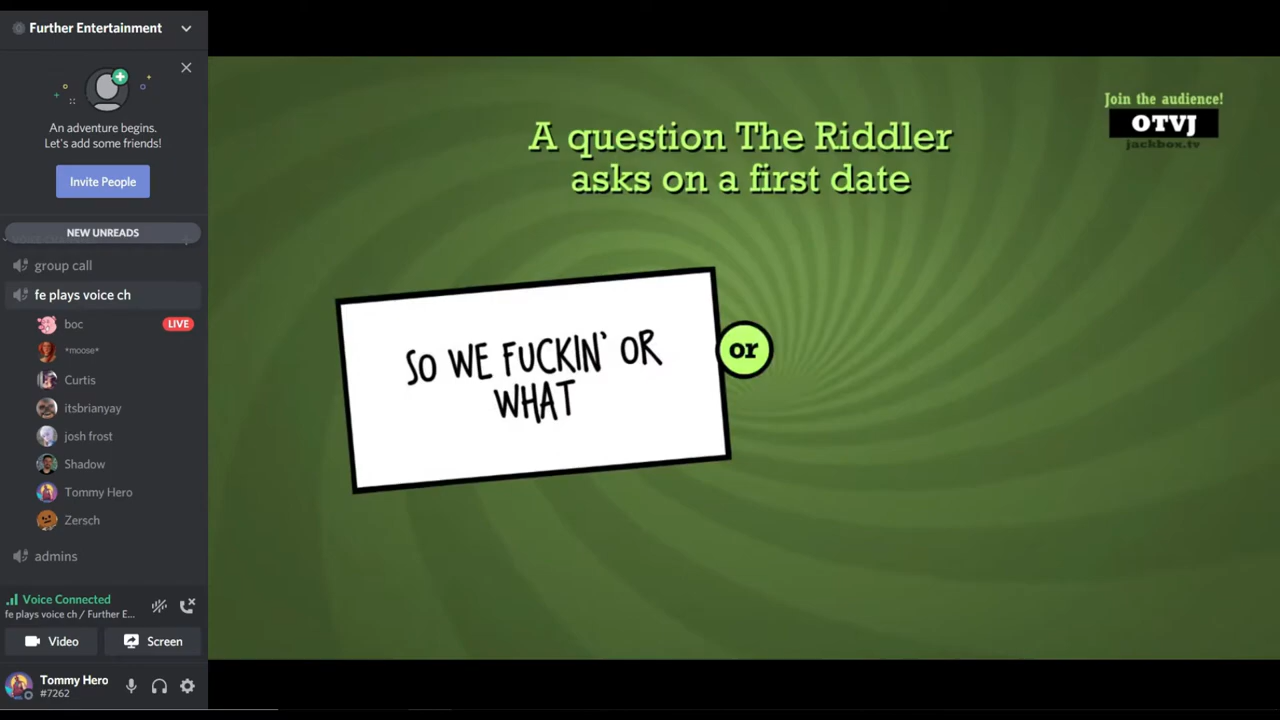 Further Entertainment
An adventure begins.
Let's add some friends!
Invite People
NEW UNREADS
group call
fe plays voice ch
boc
LIVE
*moose*
Curtis
itsbrianyay
josh frost
Shadow
Tommy Hero
Zersch
admins
Voice Connected
fe plays voice ch / Further E...
Video
Screen
Tommy Hero
#7262
A question The Riddler
asks on a first date
SO WE FUCKIN' OR
WHAT
or
Join the audience!
OTVJ
jackbox.tv